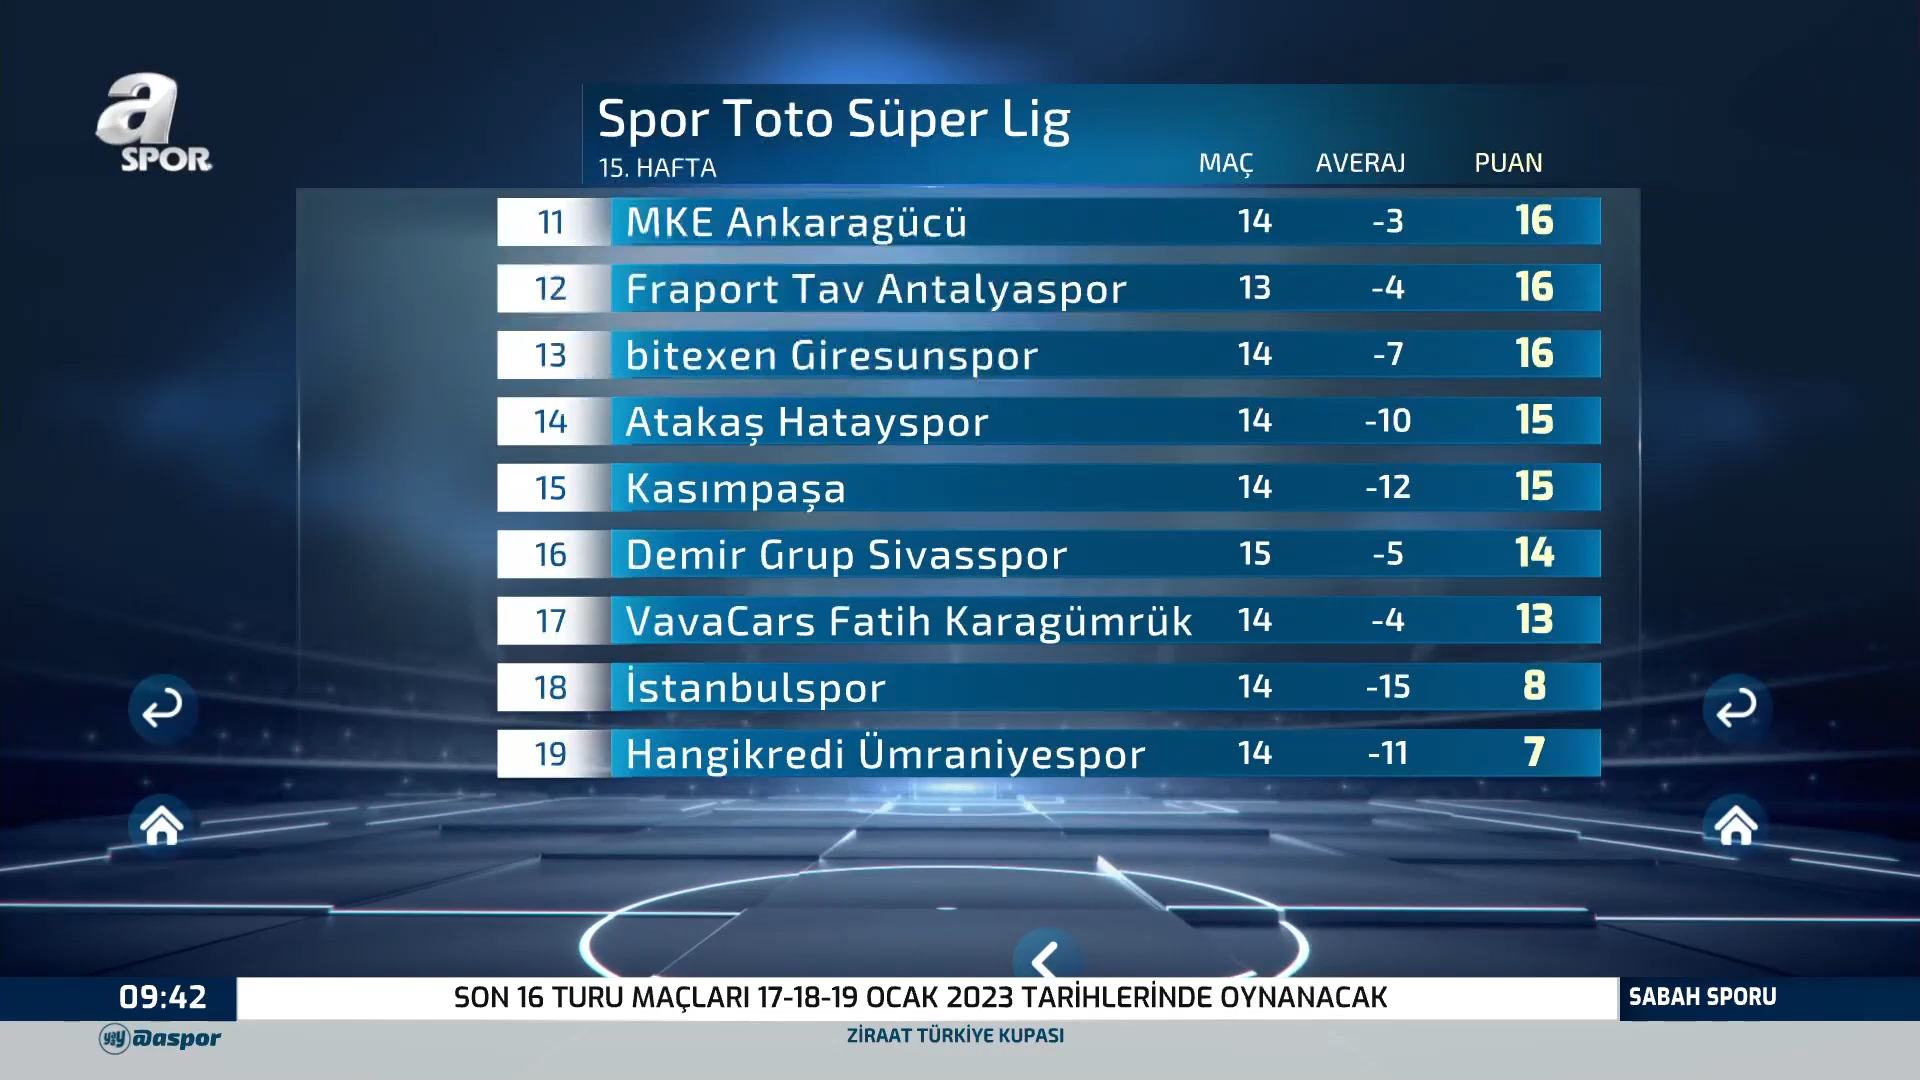 a
SPOR
Spor Toto Süper Lig
15. HAFTA MAÇ AVERAJ PUAN
11 MKE Ankaragücü 14 -3 16
12 Fraport Tav Antalyaspor 13 -4 16
13 bitexen Giresunspor 14 -7 16
14 Atakaş Hatayspor 14 -10 15
15 Kasımpaşa 14 -12 15
16 Demir Grup Sivasspor 15 -5 14
17 VavaCars Fatih Karagümrük 14 -4 13
18 İstanbulspor 14 -15 8
19 Hangikredi Ümraniyespor 14 -11 7
09:42 SON 16 TURU MAÇLARI 17-18-19 OCAK 2023 TARİHLERİNDE OYNANACAK SABAH SPORU
@aspor ZİRAAT TÜRKİYE KUPASI